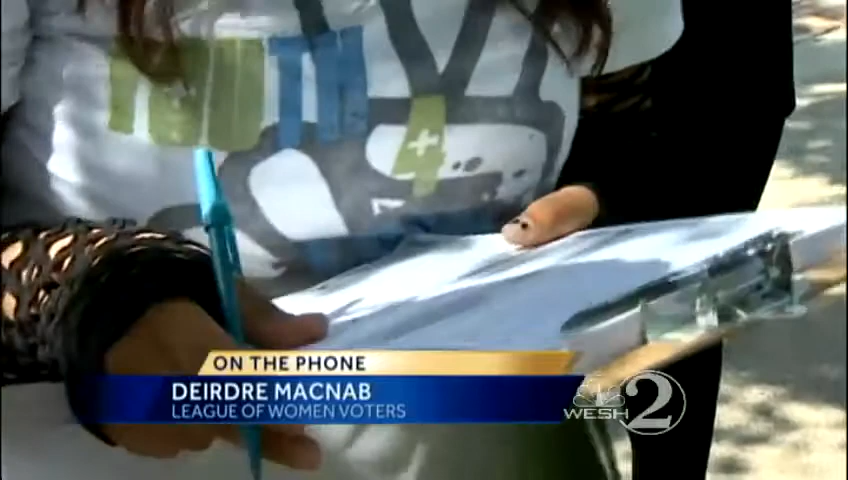 ON THE PHONE
DEIRDRE MACNAB
LEAGUE OF WOMEN VOTERS
WESH 2